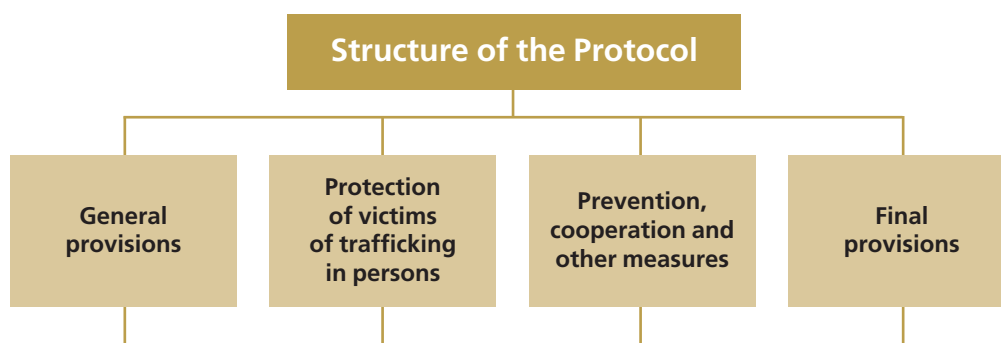 Structure of the Protocol
General
provisions
Protection
of victims
of trafficking
in persons
Prevention,
cooperation and
other measures
Final
provisions